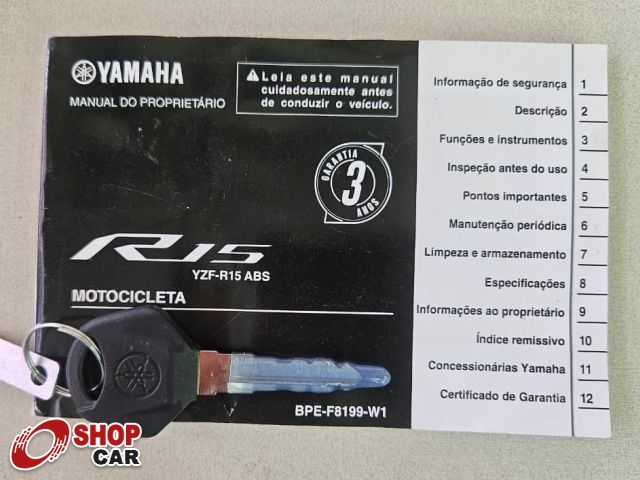 YAMAHA
MANUAL DO PROPRIETÁRIO
Leia este manual
cuidadosamente antes
de conduzir o veículo.
GARANTIA
3
ANOS
R15
YZF-R15 ABS
MOTOCICLETA
BPE-F8199-W1
Informação de segurança 1
Descrição 2
Funções e instrumentos 3
Inspeção antes do uso 4
Pontos importantes 5
Manutenção periódica 6
Limpeza e armazenamento 7
Especificações 8
Informações ao proprietário 9
Índice remissivo 10
Concessionárias Yamaha 11
Certificado de Garantia 12
SHOP
CAR